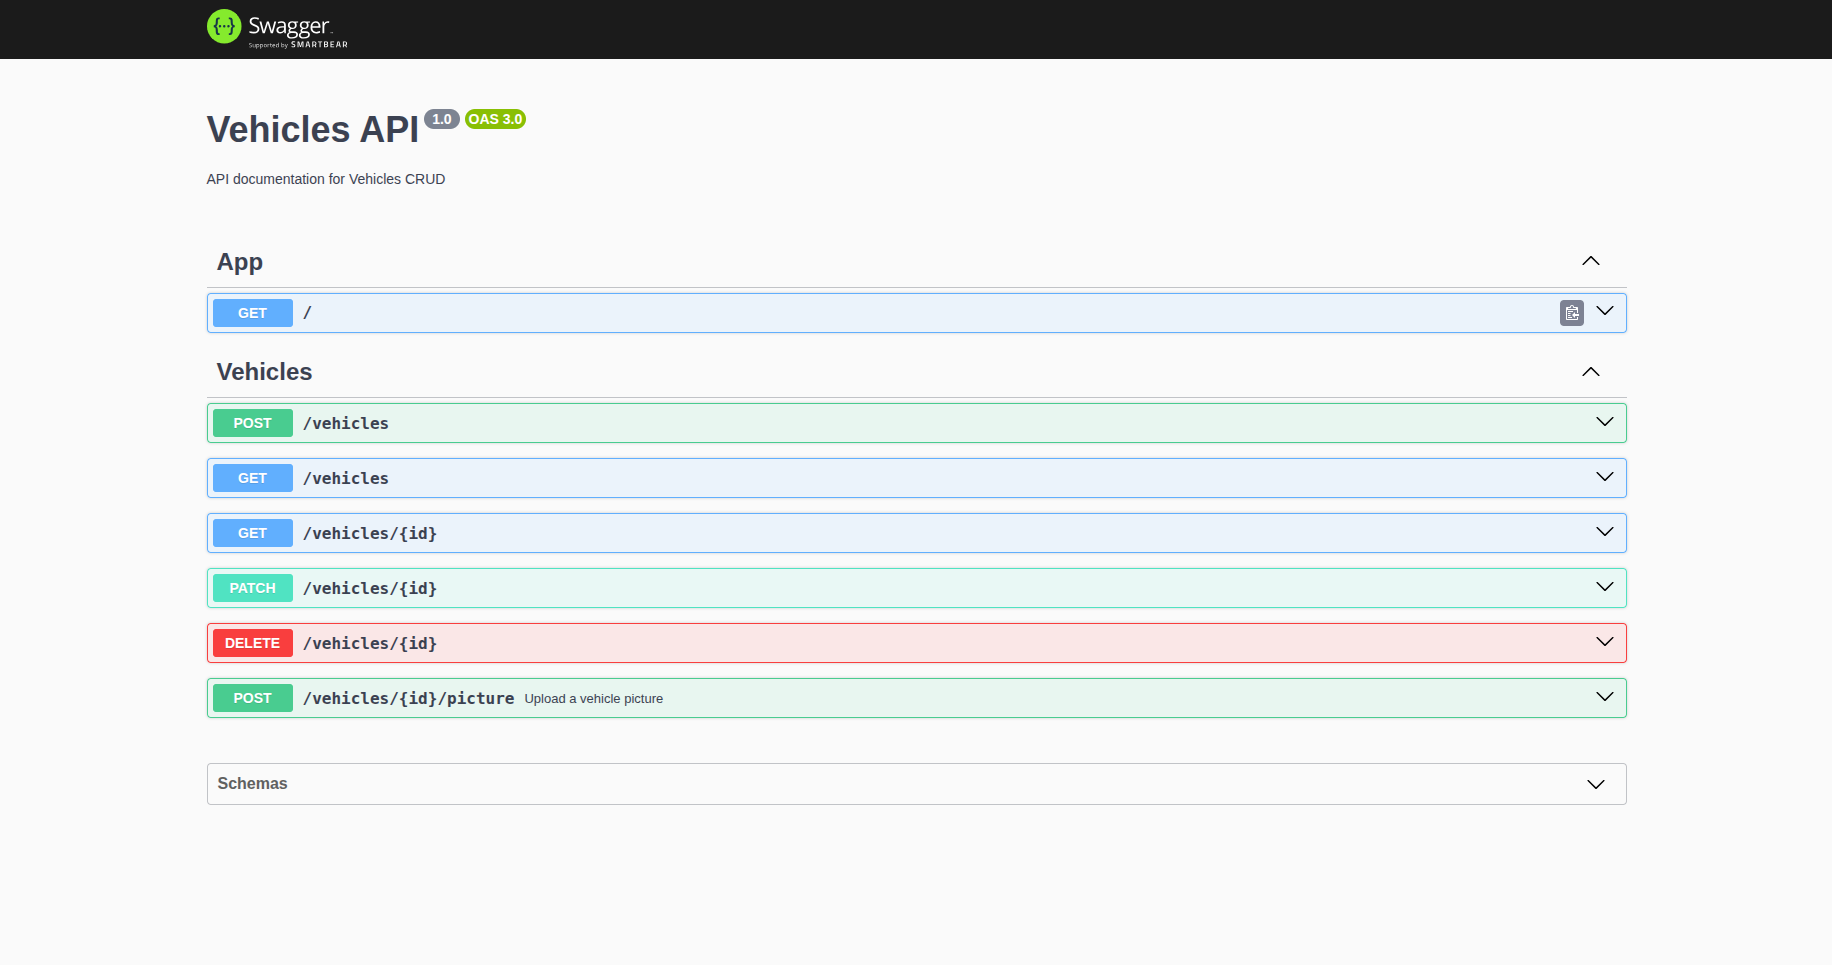 {···} Swagger
Supported by SMARTBEAR
Vehicles API 1.0 OAS 3.0
API documentation for Vehicles CRUD
App
GET /
Vehicles
POST /vehicles
GET /vehicles
GET /vehicles/{id}
PATCH /vehicles/{id}
DELETE /vehicles/{id}
POST /vehicles/{id}/picture Upload a vehicle picture
Schemas